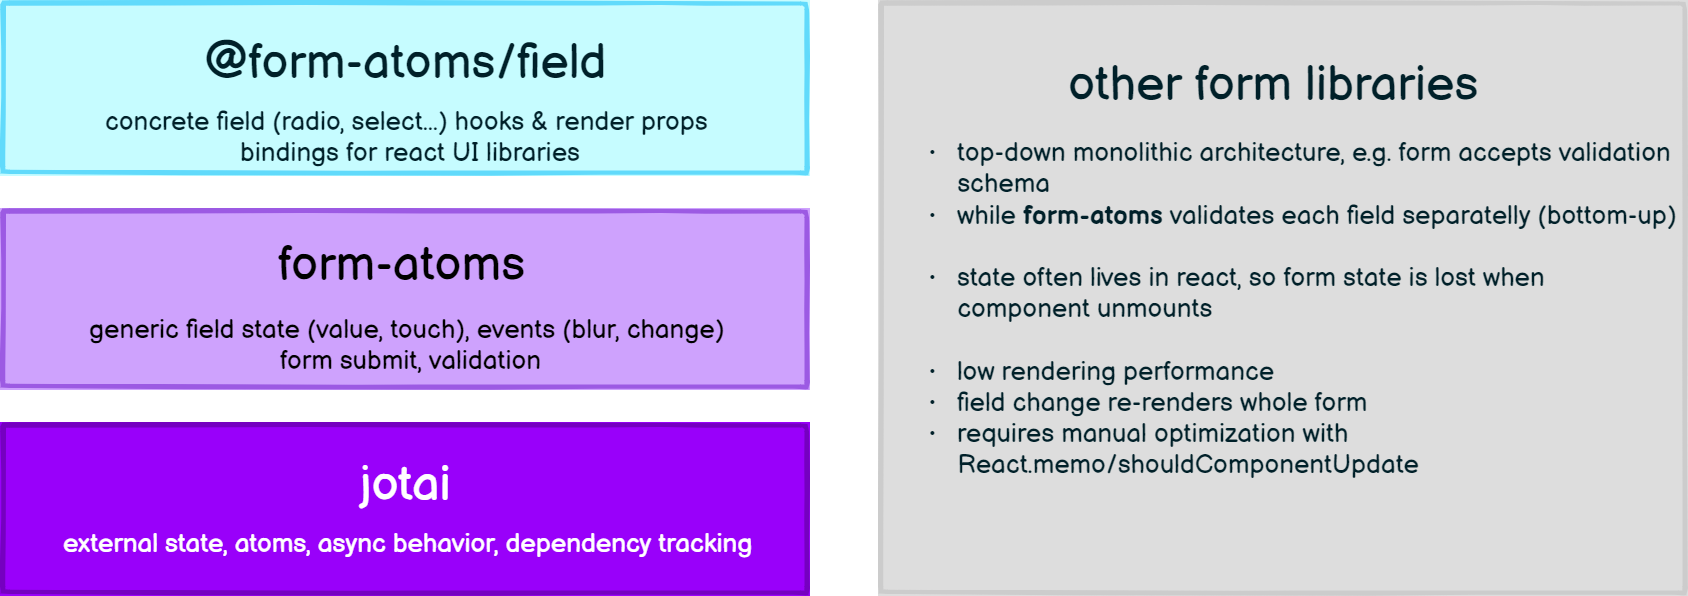 @form-atoms/field
concrete field (radio, select...) hooks & render props
bindings for react UI libraries
form-atoms
generic field state (value, touch), events (blur, change)
form submit, validation
jotai
external state, atoms, async behavior, dependency tracking
other form libraries
· top-down monolithic architecture, e.g. form accepts validation
schema
· while form-atoms validates each field separatelly (bottom-up)
· state often lives in react, so form state is lost when
component unmounts
· low rendering performance
· field change re-renders whole form
· requires manual optimization with
React.memo/shouldComponentUpdate